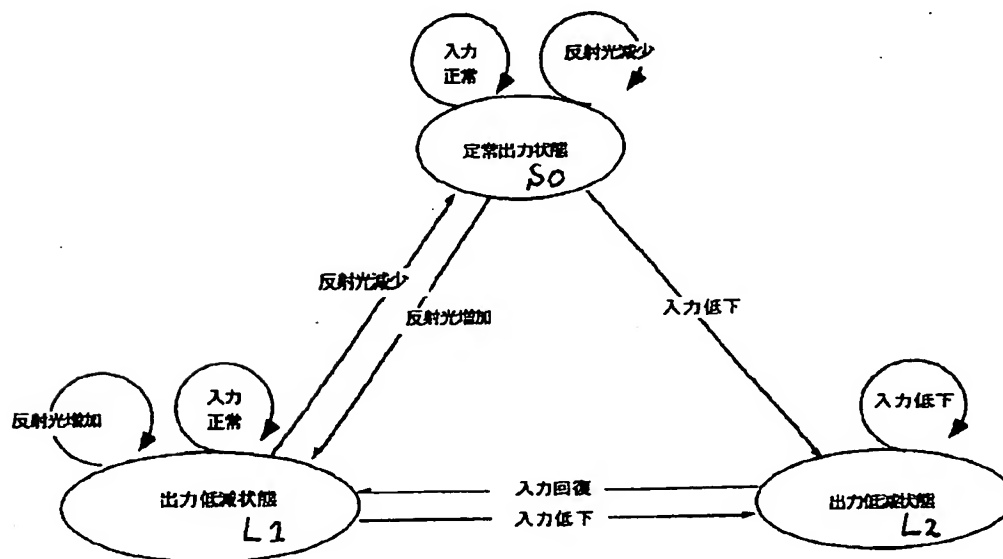 入力
正常
反射光減少
定常出力状態
S0
反射光減少
反射光増加
入力低下
反射光増加
入力
正常
入力低下
出力低減状態
L1
入力回復
入力低下
出力低減状態
L2